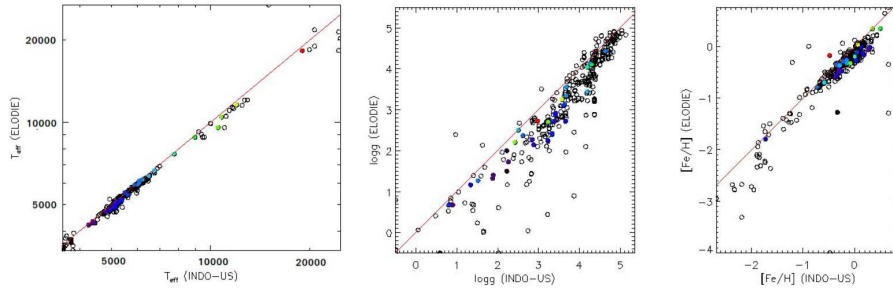 20000
10000
5000
T_eff (ELODIE)
5000 10000 20000
T_eff (INDO-US)
5
4
3
2
1
0
logg (ELODIE)
0 1 2 3 4 5
logg (INDO-US)
0
-1
-2
-3
-4
[Fe/H] (ELODIE)
-2 -1 0
[Fe/H] (INDO-US)